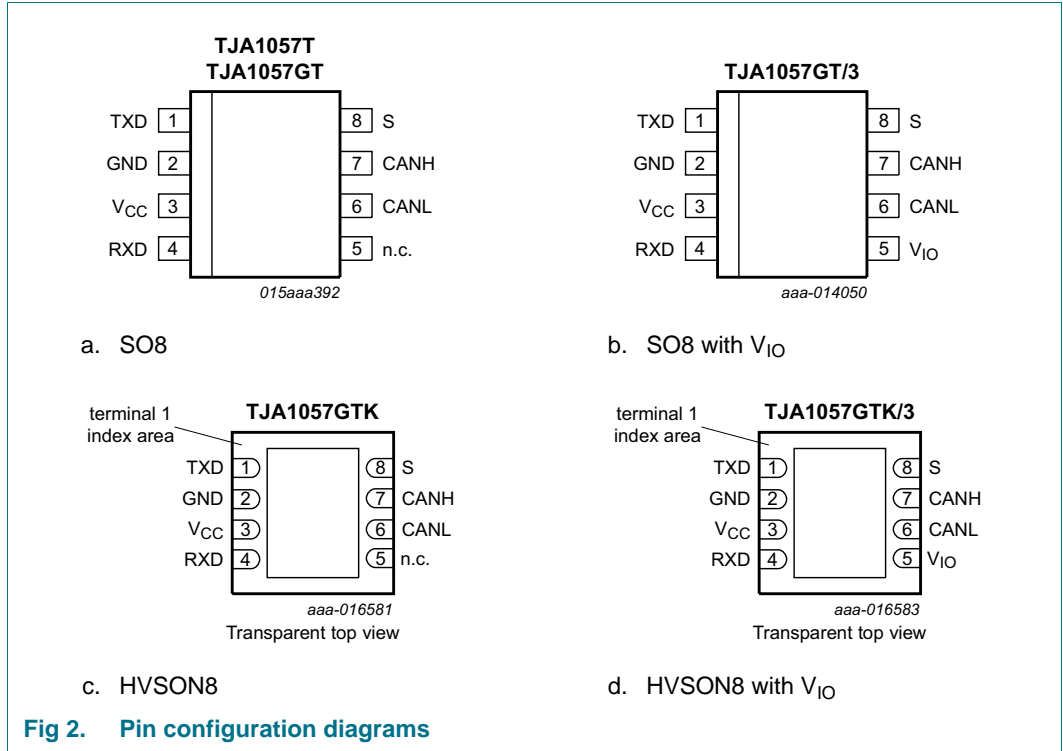 TJA1057T
TJA1057GT
TXD 1
8 S
GND 2
7 CANH
VCC 3
6 CANL
RXD 4
5 n.c.
015aaa392
a. SO8
TJA1057GT/3
TXD 1
8 S
GND 2
7 CANH
VCC 3
6 CANL
RXD 4
5 VIO
aaa-014050
b. SO8 with VIO
terminal 1
index area
TJA1057GTK
TXD 1
8 S
GND 2
7 CANH
VCC 3
6 CANL
RXD 4
5 n.c.
aaa-016581
Transparent top view
c. HVSON8
terminal 1
index area
TJA1057GTK/3
TXD 1
8 S
GND 2
7 CANH
VCC 3
6 CANL
RXD 4
5 VIO
aaa-016583
Transparent top view
d. HVSON8 with VIO
Fig 2. Pin configuration diagrams